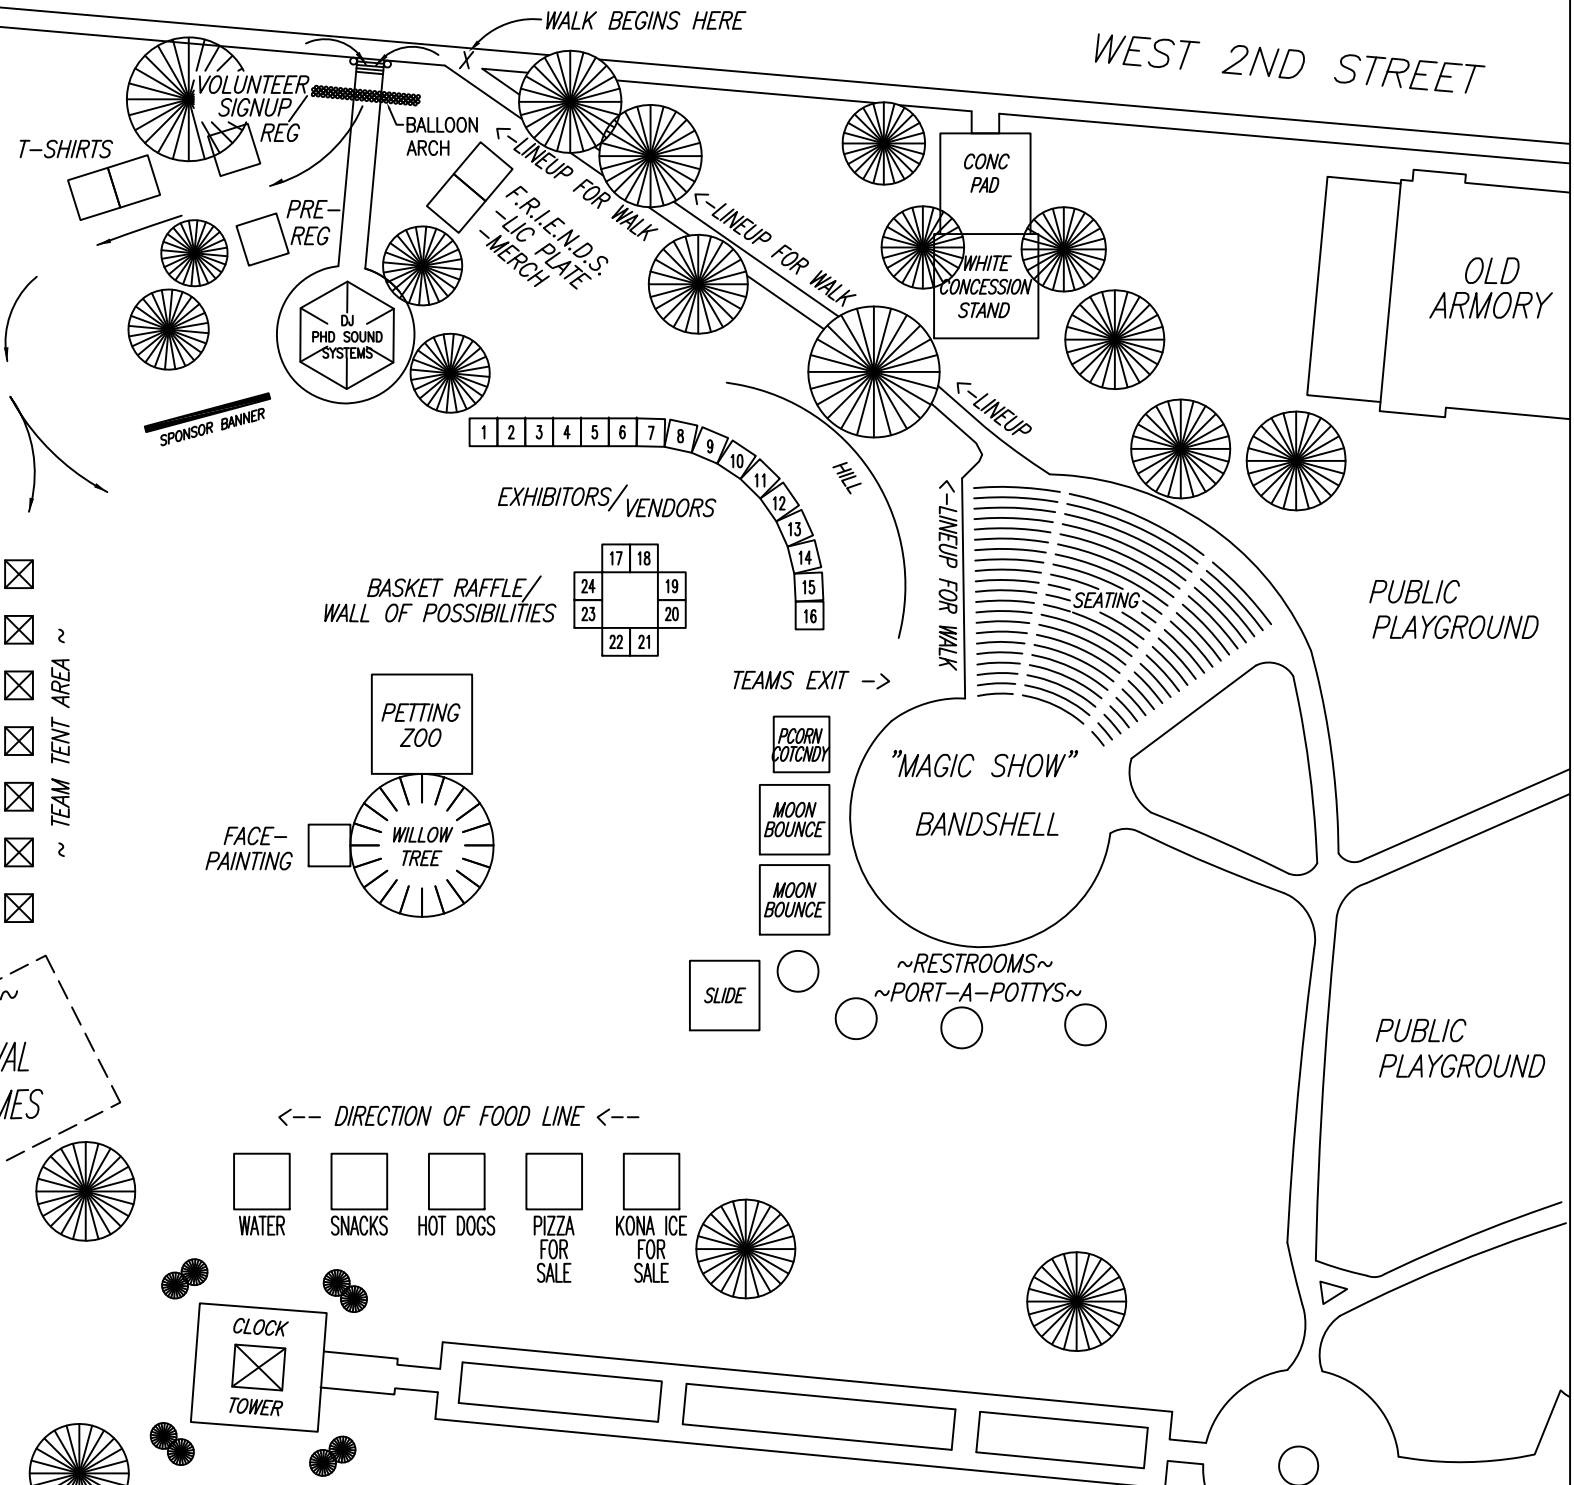 WALK BEGINS HERE
X
WEST 2ND STREET
VOLUNTEER
SIGNUP
REG
BALLOON
ARCH
T-SHIRTS
PRE-
REG
F.R.I.E.N.D.S.
-LIC PLATE
-MERCH
<-LINEUP FOR WALK
<-LINEUP FOR WALK
CONC
PAD
WHITE
CONCESSION
STAND
OLD
ARMORY
DJ
PHD SOUND
SYSTEMS
SPONSOR BANNER
<-LINEUP
HILL
<-LINEUP FOR WALK
1 2 3 4 5 6 7 8 9 10 11 12 13 14 15 16
EXHIBITORS/VENDORS
17 18
24 19
23 20
22 21
BASKET RAFFLE/
WALL OF POSSIBILITIES
SEATING
PUBLIC
PLAYGROUND
~ TEAM TENT AREA ~
TEAMS EXIT ->
PETTING
ZOO
PCORN
COTCNDY
"MAGIC SHOW"
BANDSHELL
MOON
BOUNCE
MOON
BOUNCE
FACE-
PAINTING
WILLOW
TREE
SLIDE
~RESTROOMS~
~PORT-A-POTTYS~
PUBLIC
PLAYGROUND
~
VAL
MES
<-- DIRECTION OF FOOD LINE <--
WATER
SNACKS
HOT DOGS
PIZZA
FOR
SALE
KONA ICE
FOR
SALE
CLOCK
TOWER